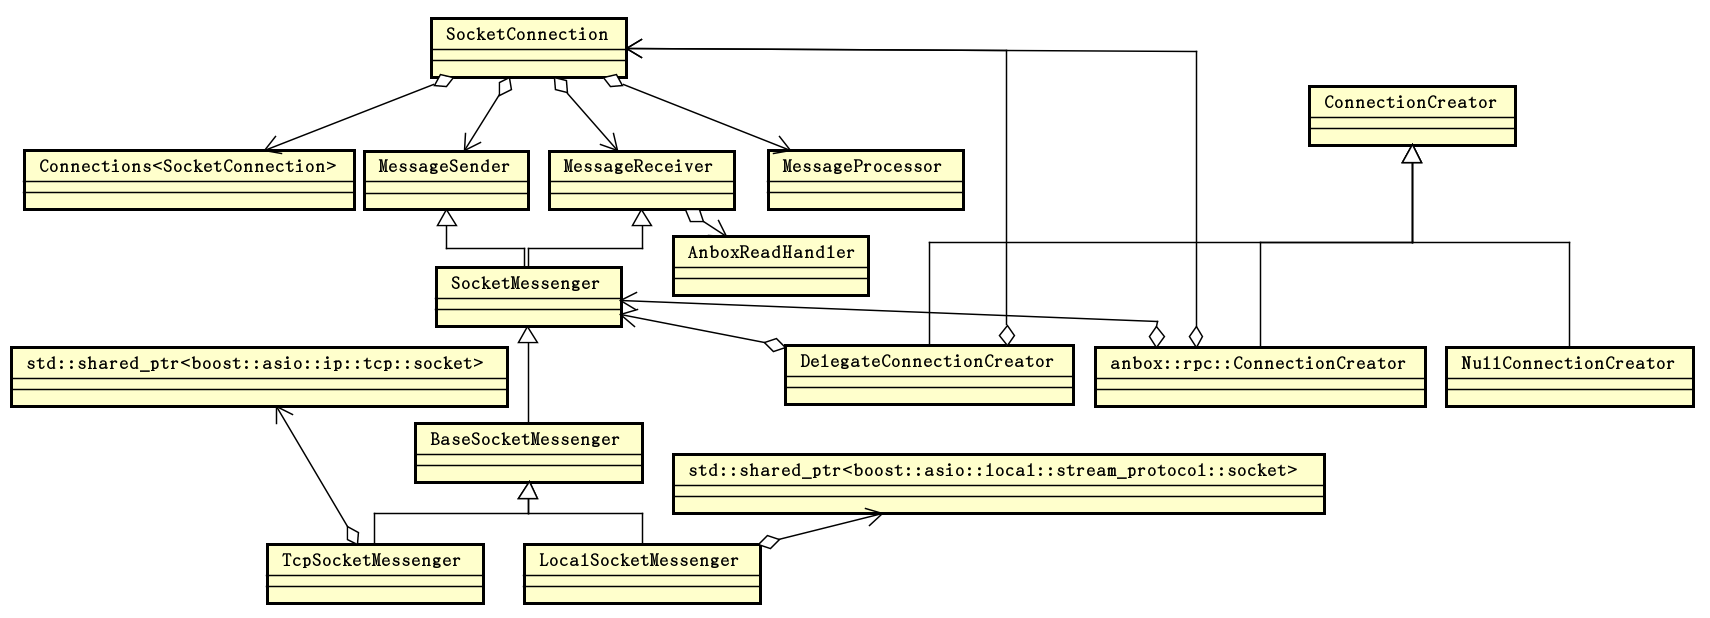 SocketConnection
ConnectionCreator
Connections<SocketConnection>
MessageSender
MessageReceiver
MessageProcessor
AnboxReadHandler
SocketMessenger
std::shared_ptr<boost::asio::ip::tcp::socket>
DelegateConnectionCreator
anbox::rpc::ConnectionCreator
NullConnectionCreator
BaseSocketMessenger
std::shared_ptr<boost::asio::local::stream_protocol::socket>
TcpSocketMessenger
LocalSocketMessenger